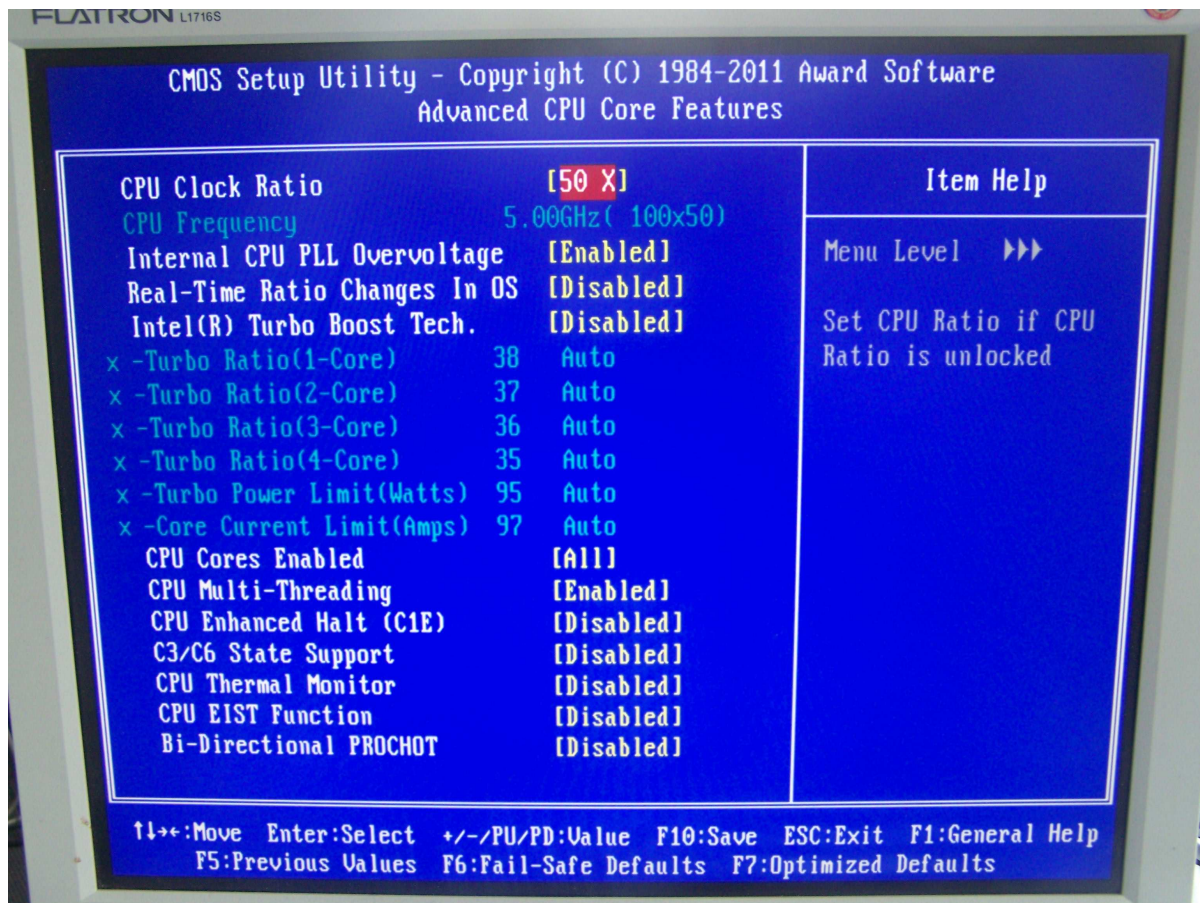 FLATRON L1716S
CMOS Setup Utility - Copyright (C) 1984-2011 Award Software
Advanced CPU Core Features
CPU Clock Ratio [50 X]
CPU Frequency 5.00GHz( 100x50)
Internal CPU PLL Overvoltage [Enabled]
Real-Time Ratio Changes In OS [Disabled]
Intel(R) Turbo Boost Tech. [Disabled]
x -Turbo Ratio(1-Core) 38 Auto
x -Turbo Ratio(2-Core) 37 Auto
x -Turbo Ratio(3-Core) 36 Auto
x -Turbo Ratio(4-Core) 35 Auto
x -Turbo Power Limit(Watts) 95 Auto
x -Core Current Limit(Amps) 97 Auto
CPU Cores Enabled [All]
CPU Multi-Threading [Enabled]
CPU Enhanced Halt (C1E) [Disabled]
C3/C6 State Support [Disabled]
CPU Thermal Monitor [Disabled]
CPU EIST Function [Disabled]
Bi-Directional PROCHOT [Disabled]
Item Help
Menu Level ►►►
Set CPU Ratio if CPU
Ratio is unlocked
↑↓→←:Move Enter:Select +/-/PU/PD:Value F10:Save ESC:Exit F1:General Help
F5:Previous Values F6:Fail-Safe Defaults F7:Optimized Defaults